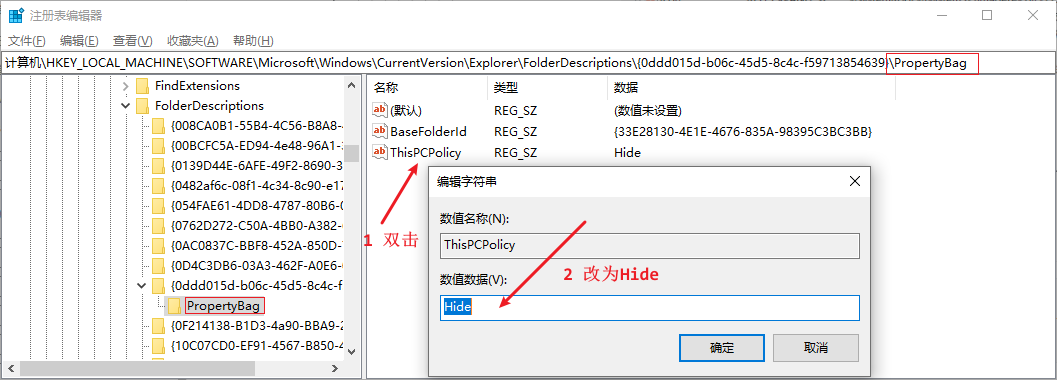 注册表编辑器
文件(F) 编辑(E) 查看(V) 收藏夹(A) 帮助(H)
计算机\HKEY_LOCAL_MACHINE\SOFTWARE\Microsoft\Windows\CurrentVersion\Explorer\FolderDescriptions\{0ddd015d-b06c-45d5-8c4c-f59713854639}\PropertyBag
FindExtensions
FolderDescriptions
{008CA0B1-55B4-4C56-B8A8-
{00BCFC5A-ED94-4e48-96A1-
{0139D44E-6AFE-49F2-8690-3
{0482af6c-08f1-4c34-8c90-e17
{054FAE61-4DD8-4787-80B6-0
{0762D272-C50A-4BB0-A382-
{0AC0837C-BBF8-452A-850D-
{0D4C3DB6-03A3-462F-A0E6-
{0ddd015d-b06c-45d5-8c4c-f
PropertyBag
{0F214138-B1D3-4a90-BBA9-2
{10C07CD0-EF91-4567-B850-4
名称 类型 数据
(默认) REG_SZ (数值未设置)
BaseFolderId REG_SZ {33E28130-4E1E-4676-835A-98395C3BC3BB}
ThisPCPolicy REG_SZ Hide
1 双击
编辑字符串
数值名称(N):
ThisPCPolicy
数值数据(V):
2 改为Hide
Hide
确定 取消